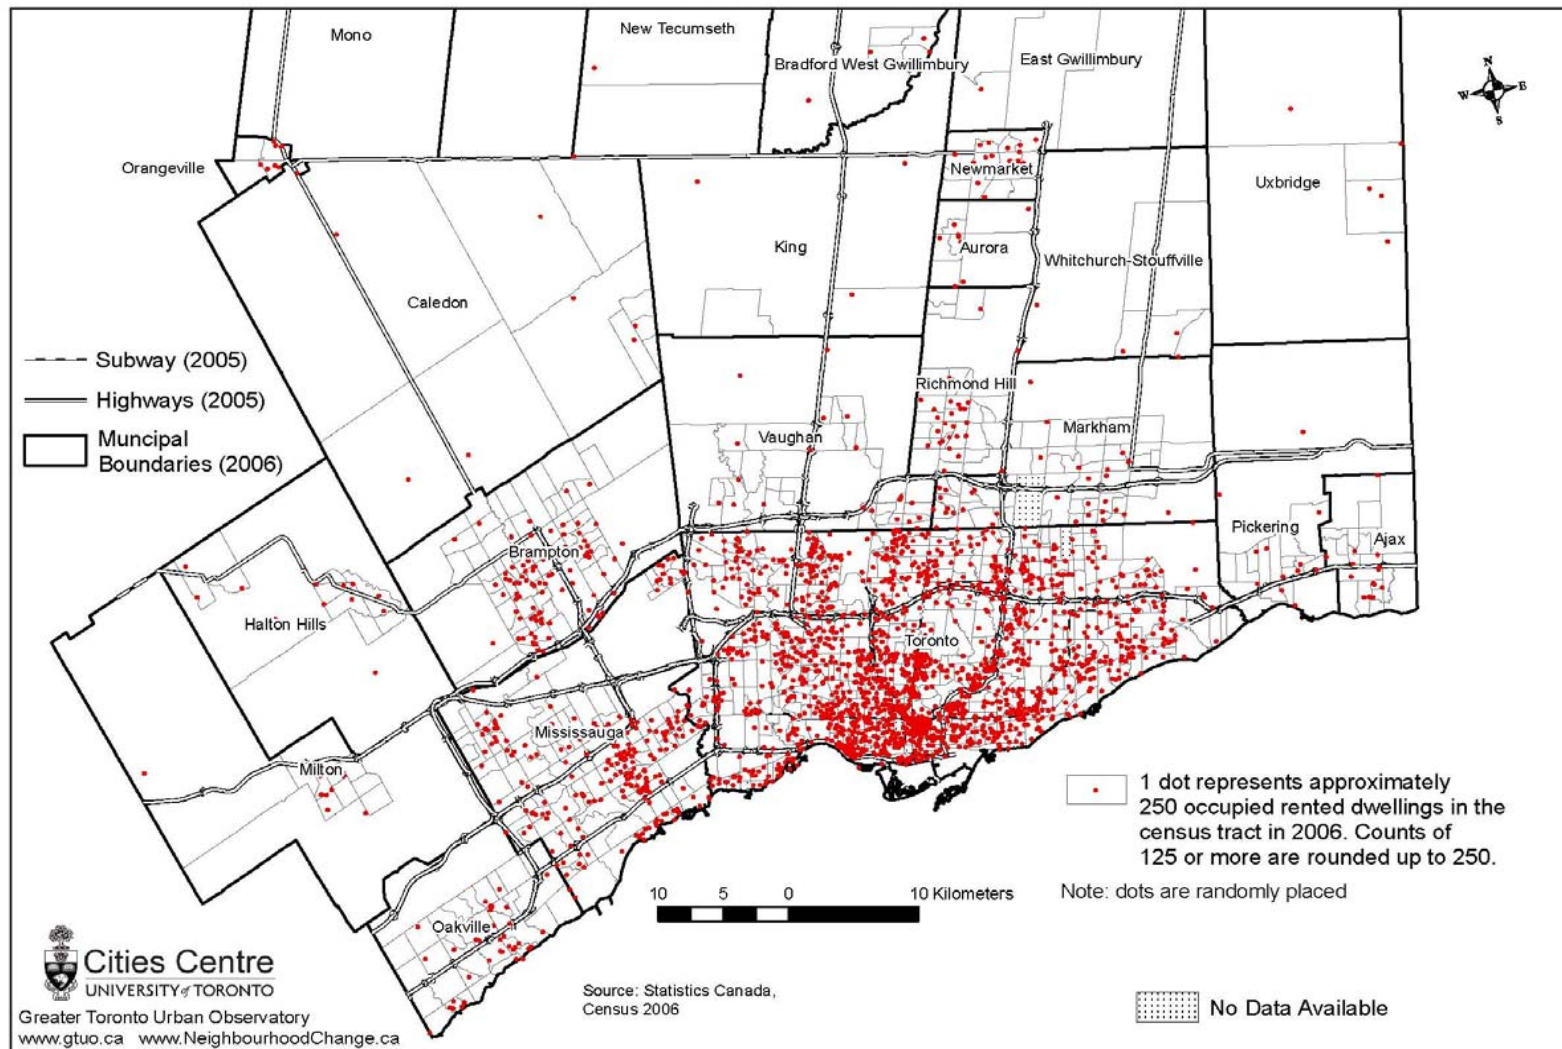 Mono
New Tecumseth
Bradford West Gwillimbury
East Gwillimbury
N
W E
S
Orangeville
Newmarket
Uxbridge
King
Aurora
Whitchurch-Stouffville
Caledon
Subway (2005)
Highways (2005)
Muncipal
Boundaries (2006)
Richmond Hill
Vaughan
Markham
Brampton
Pickering
Ajax
Halton Hills
Toronto
Mississauga
Milton
1 dot represents approximately
250 occupied rented dwellings in the
census tract in 2006. Counts of
125 or more are rounded up to 250.
Note: dots are randomly placed
10 5 0 10 Kilometers
Oakville
Cities Centre
UNIVERSITY of TORONTO
Greater Toronto Urban Observatory
www.gtuo.ca www.NeighbourhoodChange.ca
Source: Statistics Canada,
Census 2006
No Data Available